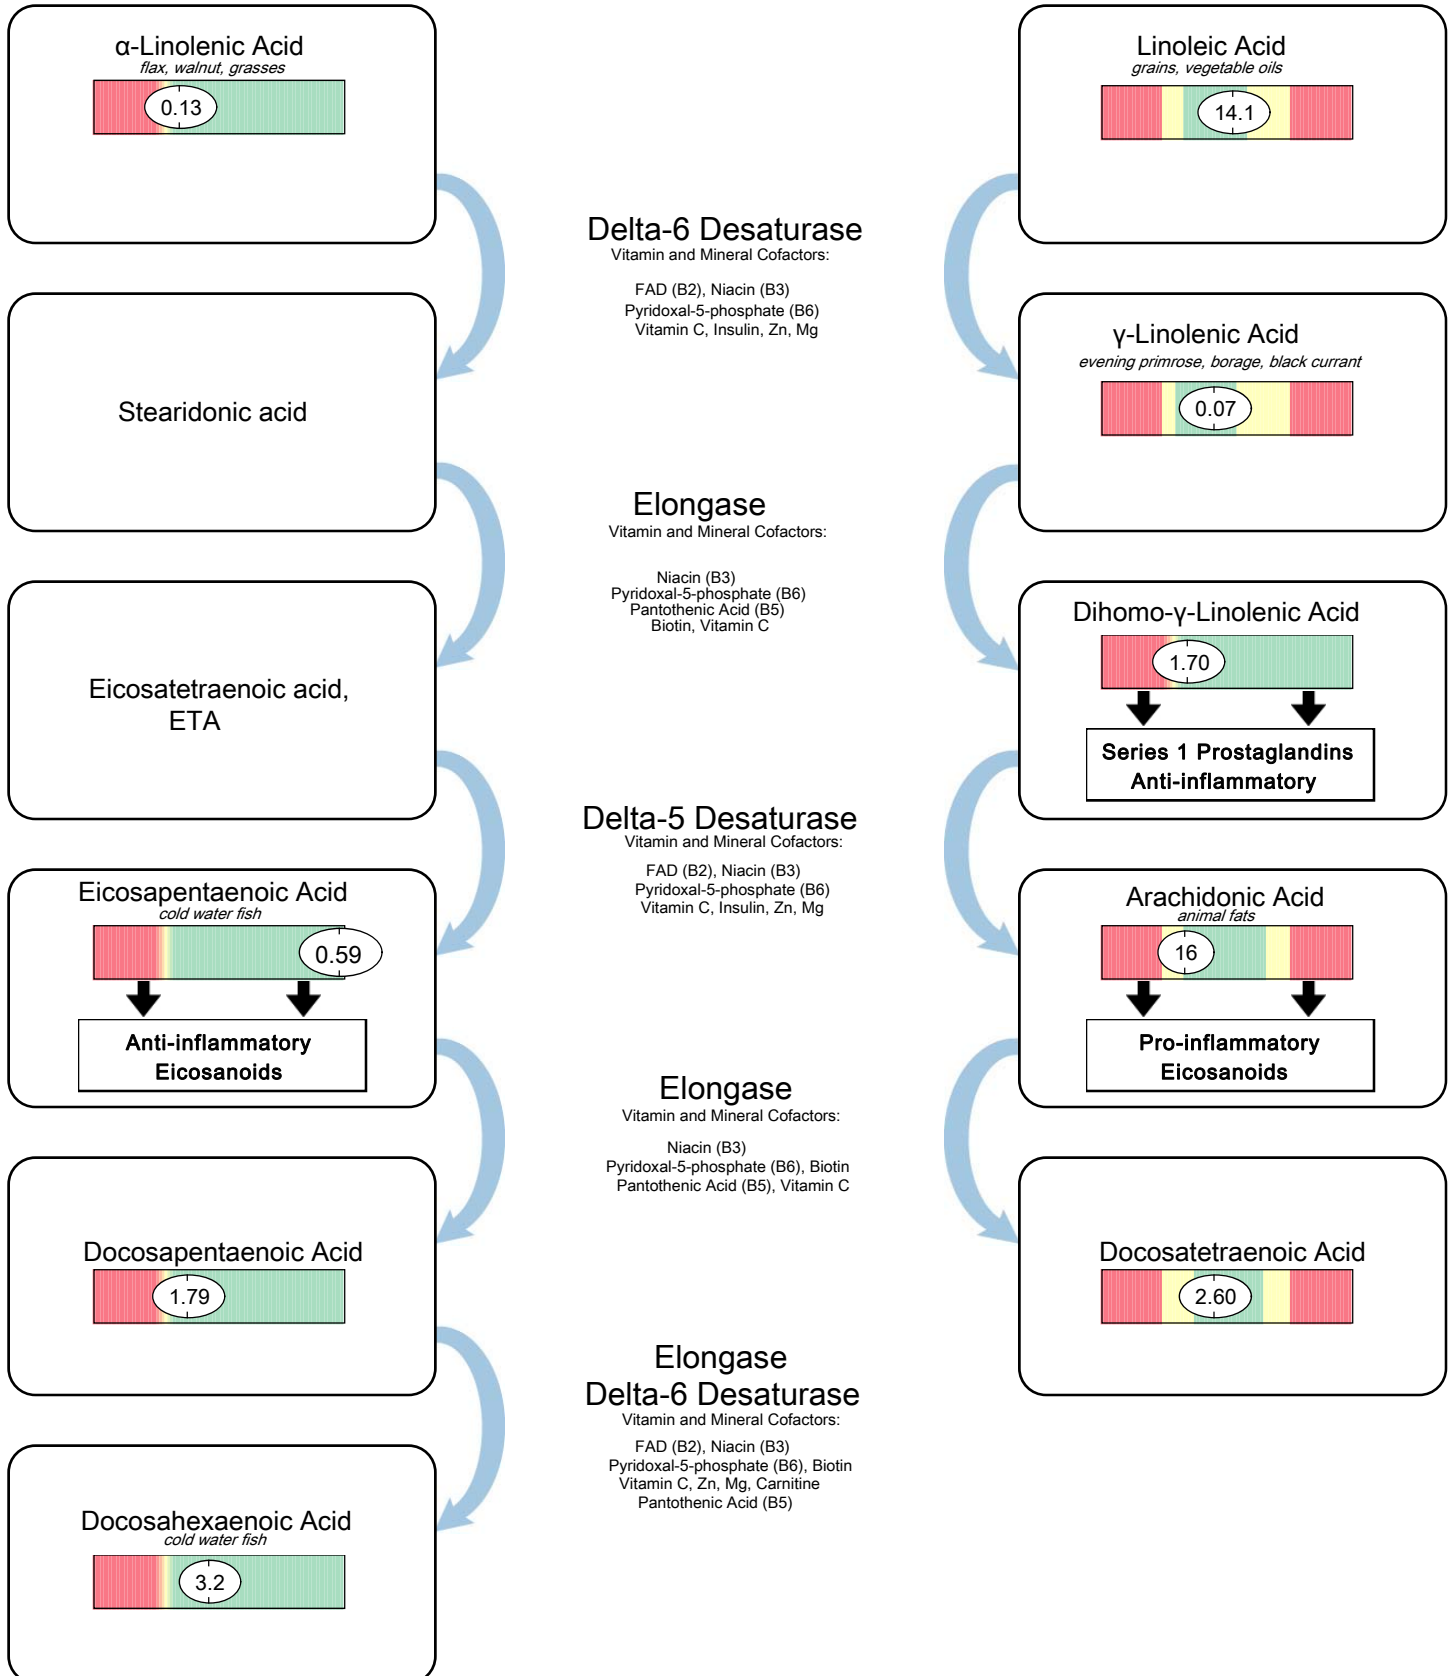 α-Linolenic Acid
flax, walnut, grasses
0.13
Linoleic Acid
grains, vegetable oils
14.1
Delta-6 Desaturase
Vitamin and Mineral Cofactors:
FAD (B2), Niacin (B3)
Pyridoxal-5-phosphate (B6)
Vitamin C, Insulin, Zn, Mg
Stearidonic acid
γ-Linolenic Acid
evening primrose, borage, black currant
0.07
Elongase
Vitamin and Mineral Cofactors:
Niacin (B3)
Pyridoxal-5-phosphate (B6)
Pantothenic Acid (B5)
Biotin, Vitamin C
Eicosatetraenoic acid,
ETA
Dihomo-γ-Linolenic Acid
1.70
Series 1 Prostaglandins
Anti-inflammatory
Delta-5 Desaturase
Vitamin and Mineral Cofactors:
FAD (B2), Niacin (B3)
Pyridoxal-5-phosphate (B6)
Vitamin C, Insulin, Zn, Mg
Eicosapentaenoic Acid
cold water fish
0.59
Anti-inflammatory
Eicosanoids
Arachidonic Acid
animal fats
16
Pro-inflammatory
Eicosanoids
Elongase
Vitamin and Mineral Cofactors:
Niacin (B3)
Pyridoxal-5-phosphate (B6), Biotin
Pantothenic Acid (B5), Vitamin C
Docosapentaenoic Acid
1.79
Docosatetraenoic Acid
2.60
Elongase
Delta-6 Desaturase
Vitamin and Mineral Cofactors:
FAD (B2), Niacin (B3)
Pyridoxal-5-phosphate (B6), Biotin
Vitamin C, Zn, Mg, Carnitine
Pantothenic Acid (B5)
Docosahexaenoic Acid
cold water fish
3.2